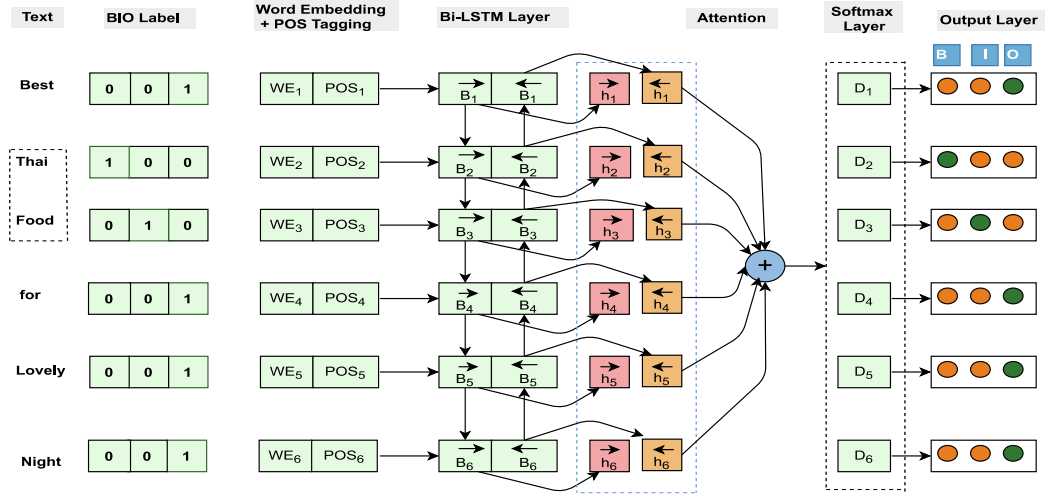 Text BIO Label Word Embedding + POS Tagging Bi-LSTM Layer Attention Softmax Layer Output Layer
B I O
Best 0 0 1 WE1 POS1 B1 B1 h1 h1 D1
Thai 1 0 0 WE2 POS2 B2 B2 h2 h2 D2
Food 0 1 0 WE3 POS3 B3 B3 h3 h3 D3
+
for 0 0 1 WE4 POS4 B4 B4 h4 h4 D4
Lovely 0 0 1 WE5 POS5 B5 B5 h5 h5 D5
Night 0 0 1 WE6 POS6 B6 B6 h6 h6 D6